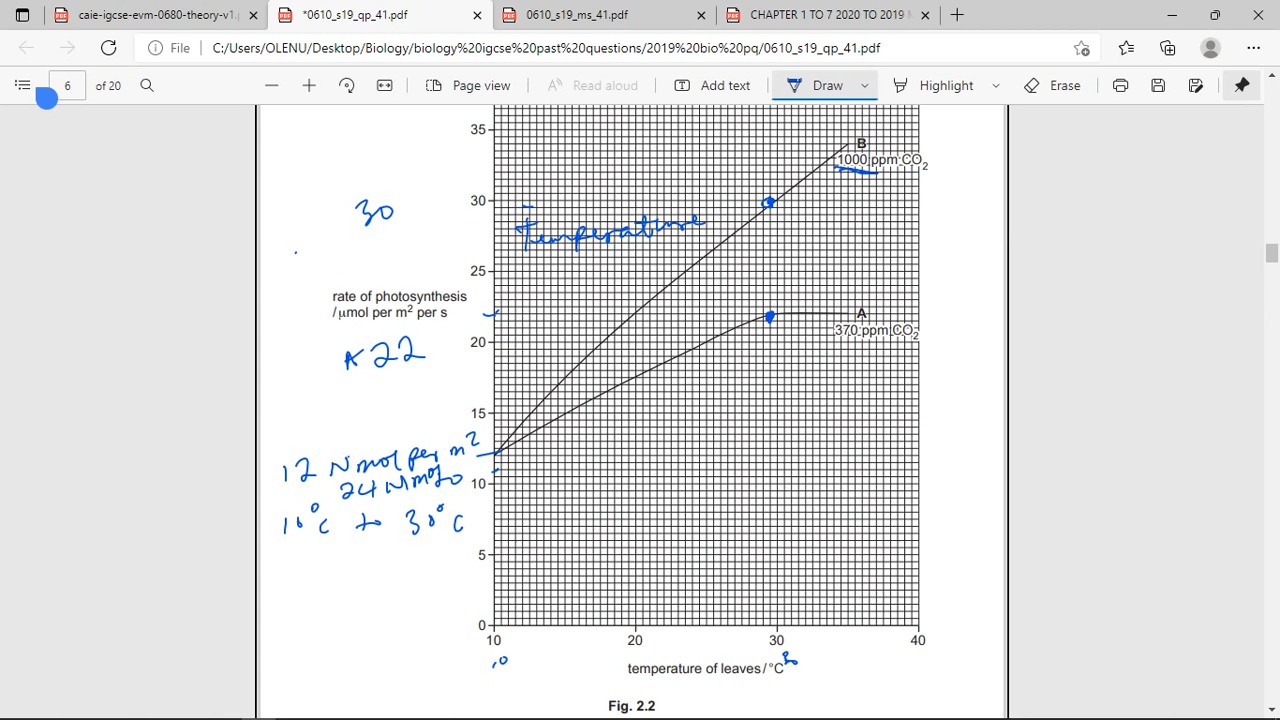 caie-igcse-evm-0680-theory-v1.p
*0610_s19_qp_41.pdf
0610_s19_ms_41.pdf
CHAPTER 1 TO 7 2020 TO 2019 M
File C:/Users/OLENU/Desktop/Biology/biology%20igcse%20past%20questions/2019%20bio%20pq/0610_s19_qp_41.pdf
6 of 20 Page view Read aloud Add text Draw Highlight Erase
35
B
1000 ppm CO2
30
30
Temperature
25
rate of photosynthesis
/μmol per m2 per s
A
370 ppm CO2
20
A 22
15
12 Nmol per m2
10
10°C to 30°C
5
0
10 20 30 40
10 30
temperature of leaves/°C
Fig. 2.2